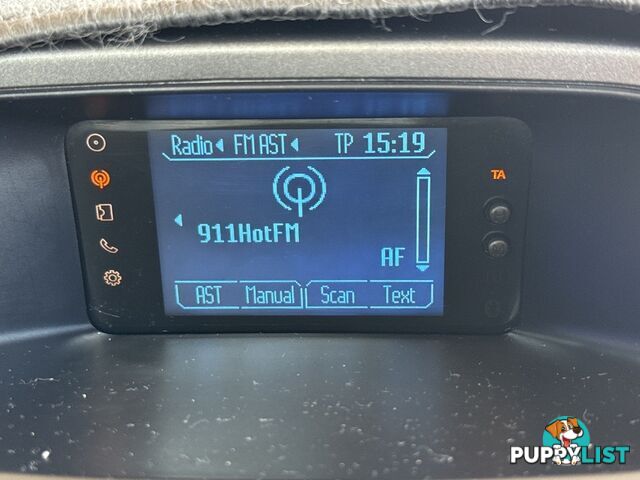 Radio FM AST TP 15:19
TA
911HotFM
AF
AST Manual Scan Text
PUPPYLIST